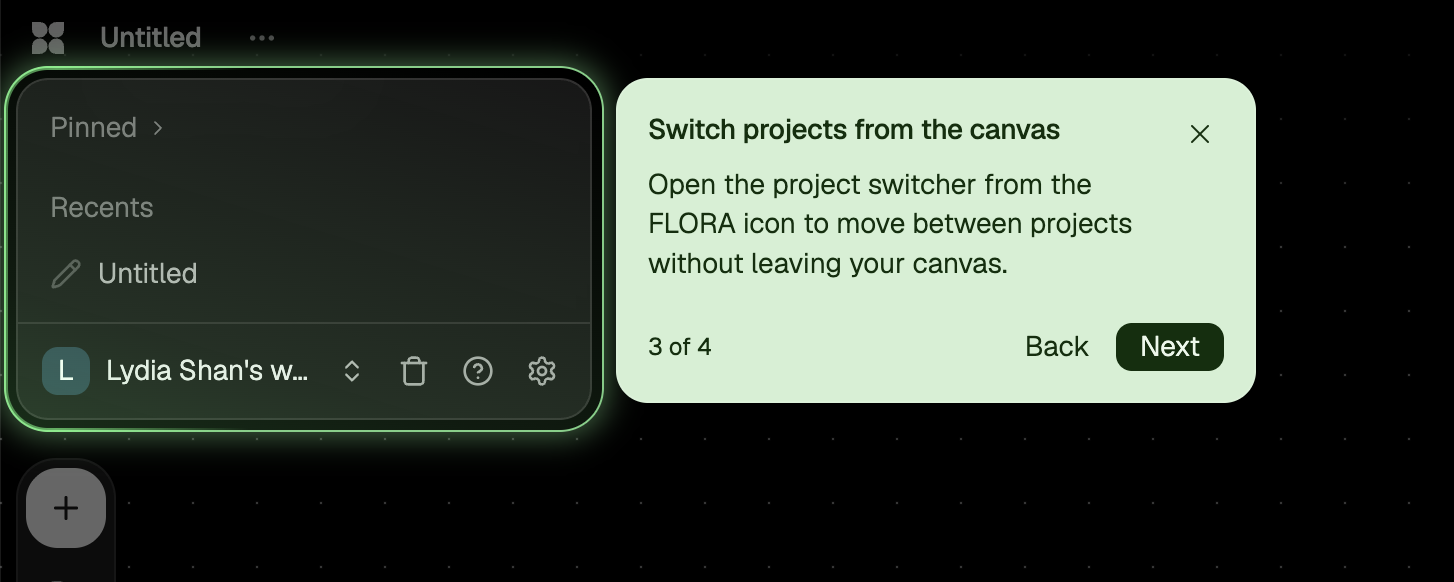 Untitled
Pinned
Recents
Untitled
L
Lydia Shan's w...
Switch projects from the canvas
Open the project switcher from the
FLORA icon to move between projects
without leaving your canvas.
3 of 4
Back
Next